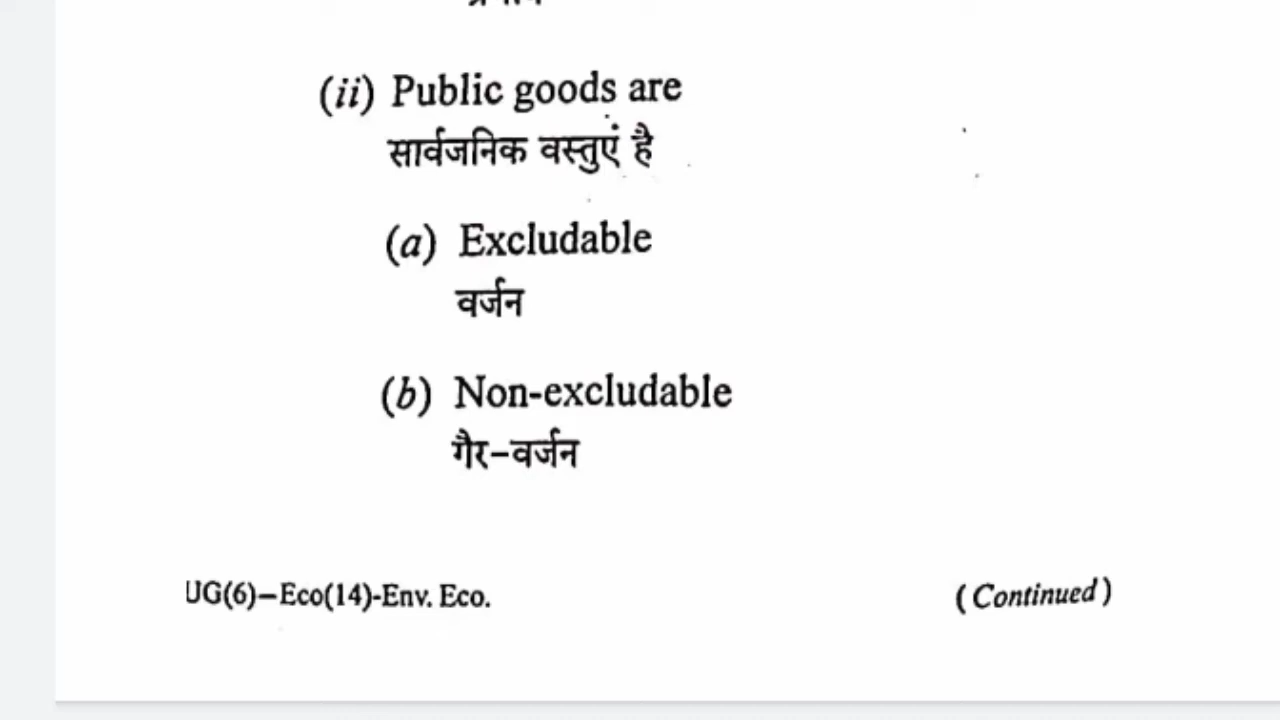 (ii) Public goods are
सार्वजनिक वस्तुएं है
(a) Excludable
वर्जन
(b) Non-excludable
गैर-वर्जन
UG(6)–Eco(14)-Env. Eco.
(Continued)